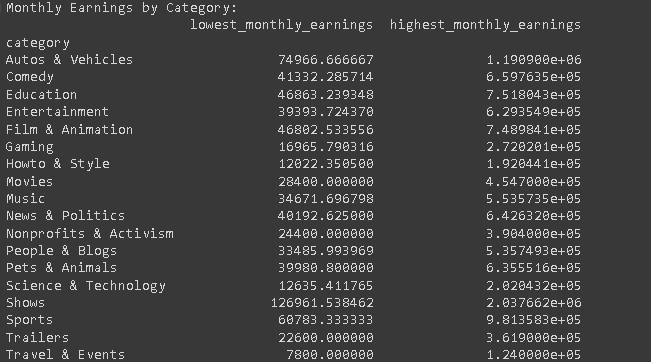 Monthly Earnings by Category:
lowest_monthly_earnings highest_monthly_earnings
category
Autos & Vehicles 74966.666667 1.190900e+06
Comedy 41332.285714 6.597635e+05
Education 46863.239348 7.518043e+05
Entertainment 39393.724370 6.293549e+05
Film & Animation 46802.533556 7.489841e+05
Gaming 16965.790316 2.720201e+05
Howto & Style 12022.350500 1.920441e+05
Movies 28400.000000 4.547000e+05
Music 34671.696798 5.535735e+05
News & Politics 40192.625000 6.426320e+05
Nonprofits & Activism 24400.000000 3.904000e+05
People & Blogs 33485.993969 5.357493e+05
Pets & Animals 39980.800000 6.355516e+05
Science & Technology 12635.411765 2.020432e+05
Shows 126961.538462 2.037662e+06
Sports 60783.333333 9.813583e+05
Trailers 22600.000000 3.619000e+05
Travel & Events 7800.000000 1.240000e+05